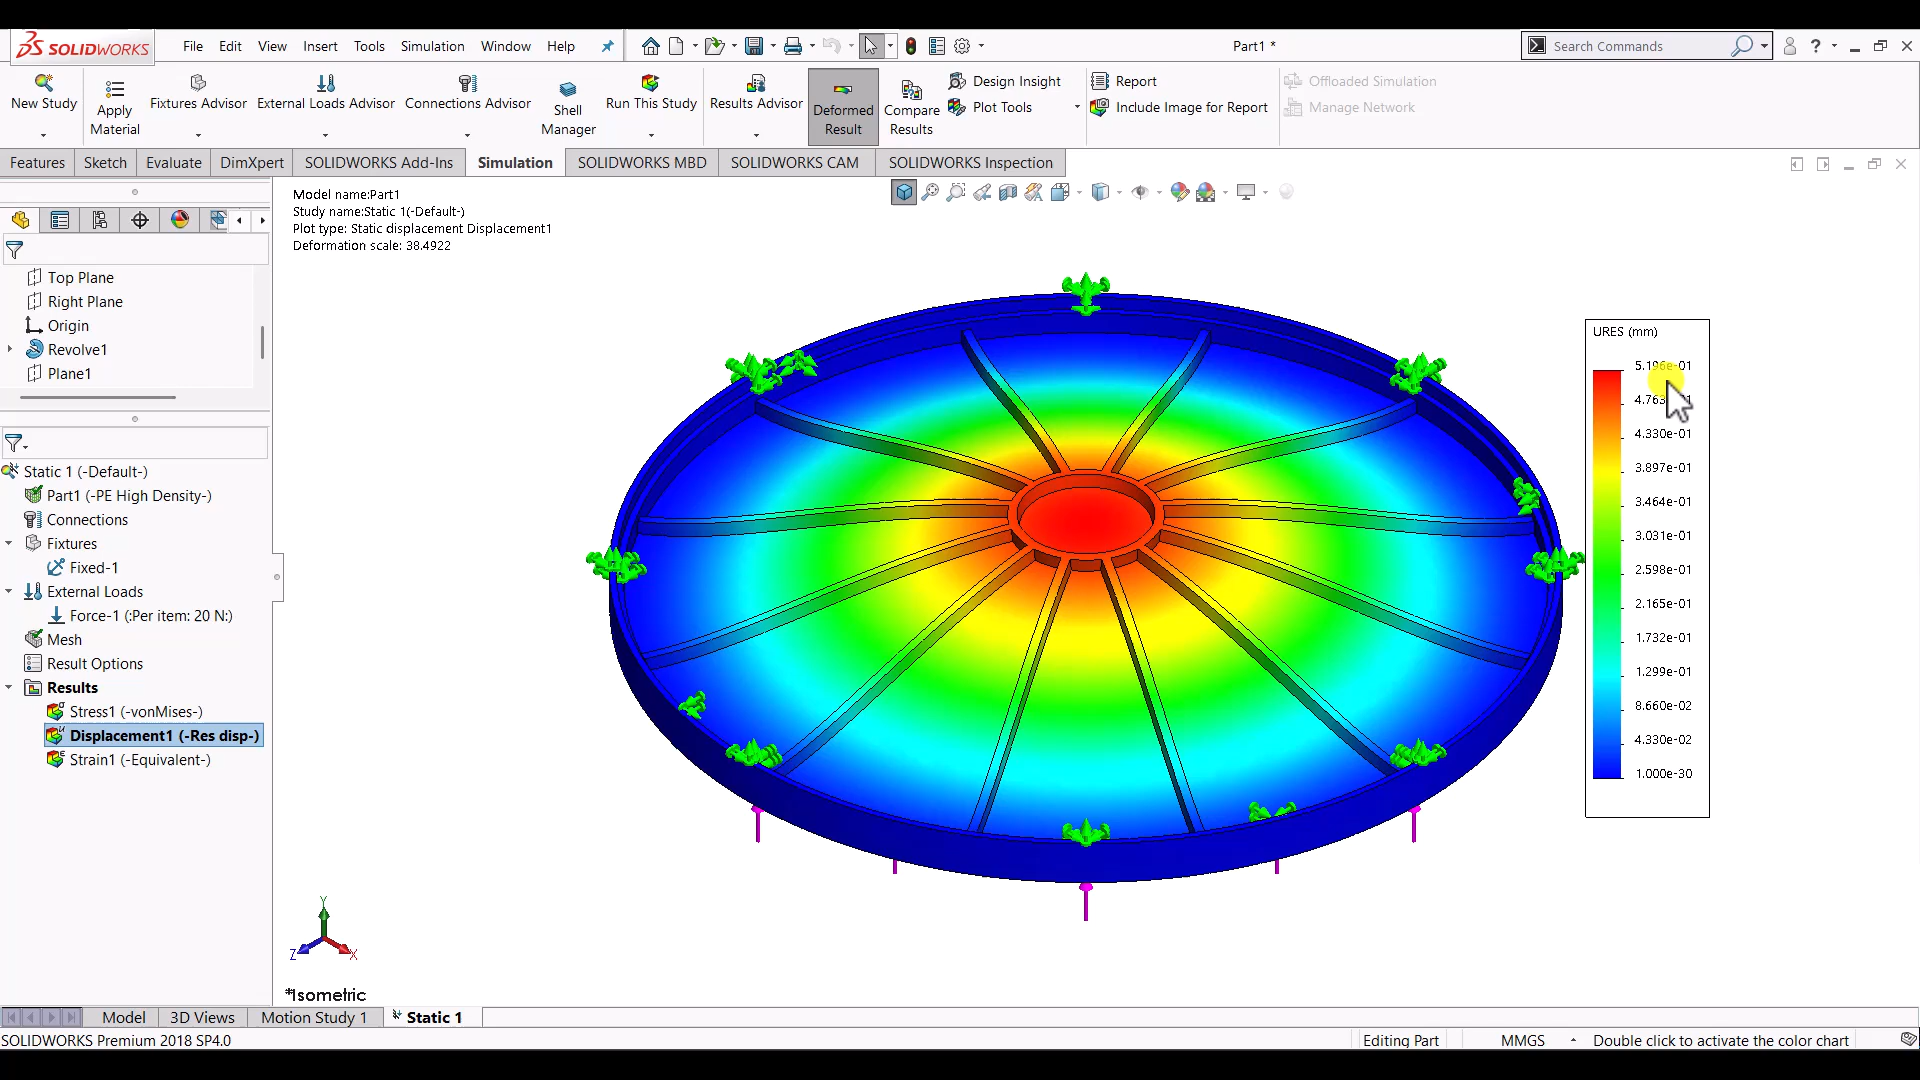 SOLIDWORKS File Edit View Insert Tools Simulation Window Help Part1 * Search Commands
New Study Apply Material Fixtures Advisor External Loads Advisor Connections Advisor Shell Manager Run This Study Results Advisor Deformed Result Compare Results Design Insight Plot Tools Report Include Image for Report Offloaded Simulation Manage Network
Features Sketch Evaluate DimXpert SOLIDWORKS Add-Ins Simulation SOLIDWORKS MBD SOLIDWORKS CAM SOLIDWORKS Inspection
Top Plane
Right Plane
Origin
Revolve1
Plane1
Static 1 (-Default-)
Part1 (-PE High Density-)
Connections
Fixtures
Fixed-1
External Loads
Force-1 (:Per item: 20 N:)
Mesh
Result Options
Results
Stress1 (-vonMises-)
Displacement1 (-Res disp-)
Strain1 (-Equivalent-)
Model name:Part1
Study name:Static 1(-Default-)
Plot type: Static displacement Displacement1
Deformation scale: 38.4922
URES (mm)
5.196e-01
4.763e-01
4.330e-01
3.897e-01
3.464e-01
3.031e-01
2.598e-01
2.165e-01
1.732e-01
1.299e-01
8.660e-02
4.330e-02
1.000e-30
Y
Z
X
*Isometric
Model 3D Views Motion Study 1 Static 1
SOLIDWORKS Premium 2018 SP4.0 Editing Part MMGS Double click to activate the color chart